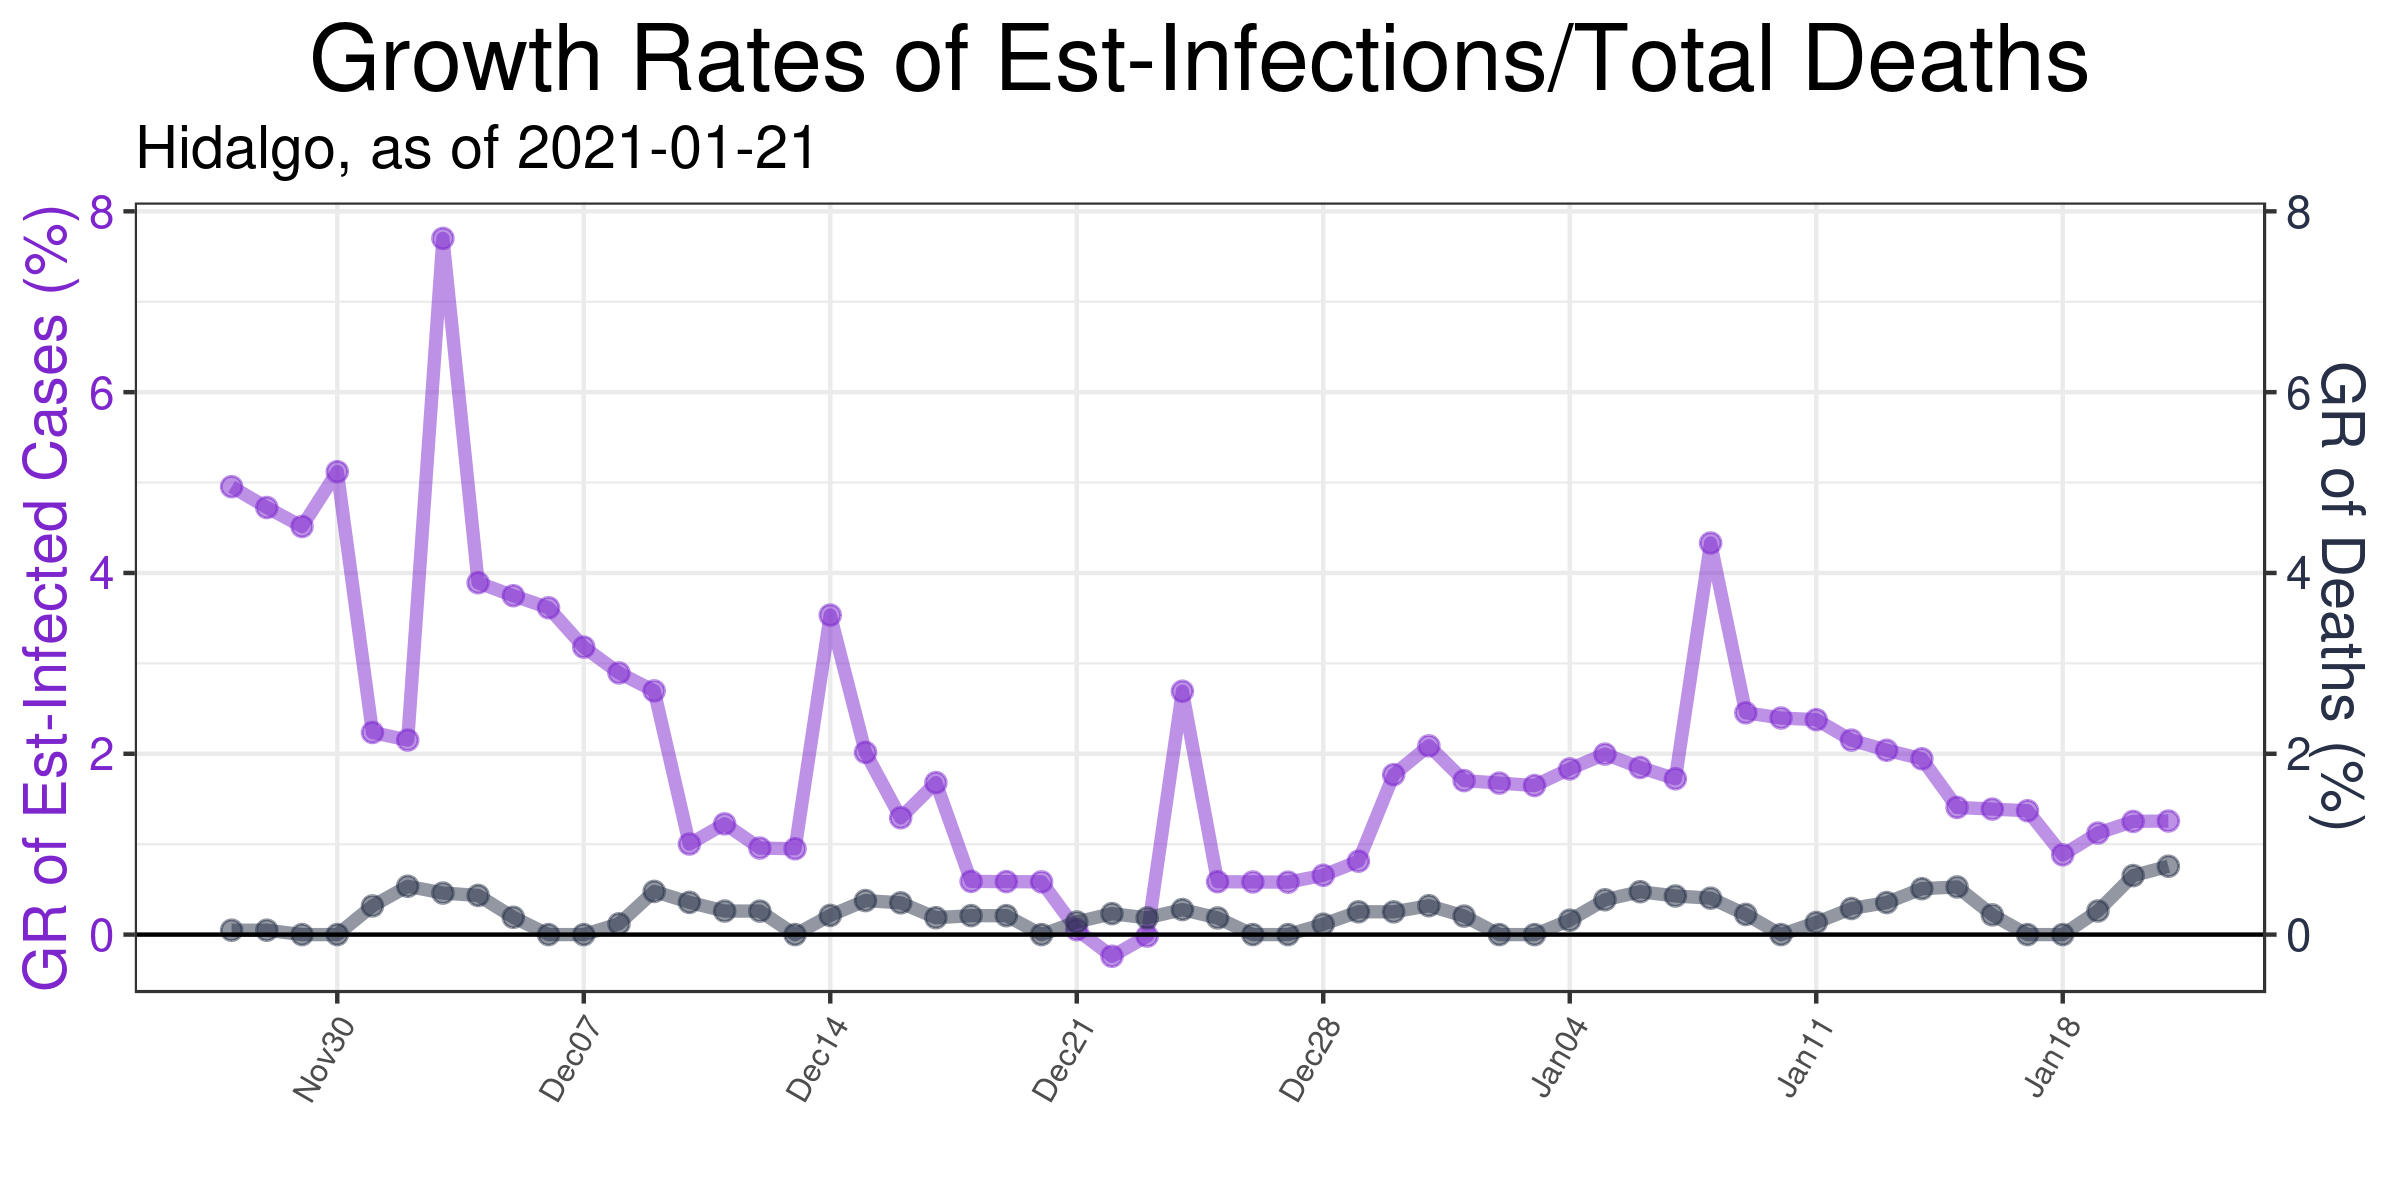 Growth Rates of Est-Infections/Total Deaths
Hidalgo, as of 2021-01-21
GR of Est-Infected Cases (%)
8
6
4
2
0
8
6
4
2
0
GR of Deaths (%)
Nov30
Dec07
Dec14
Dec21
Dec28
Jan04
Jan11
Jan18